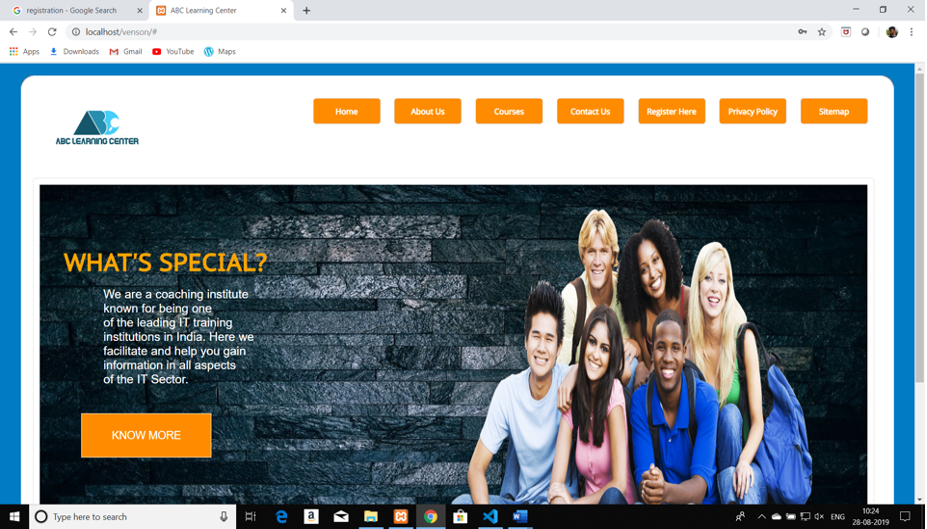 registration - Google Search
ABC Learning Center
localhost/venson/#
Apps
Downloads
Gmail
YouTube
Maps
ABC LEARNING CENTER
Home
About Us
Courses
Contact Us
Register Here
Privacy Policy
Sitemap
WHAT'S SPECIAL?
We are a coaching institute
known for being one
of the leading IT training
institutions in India. Here we
facilitate and help you gain
information in all aspects
of the IT Sector.
KNOW MORE
Type here to search
ENG
10:24
28-08-2019